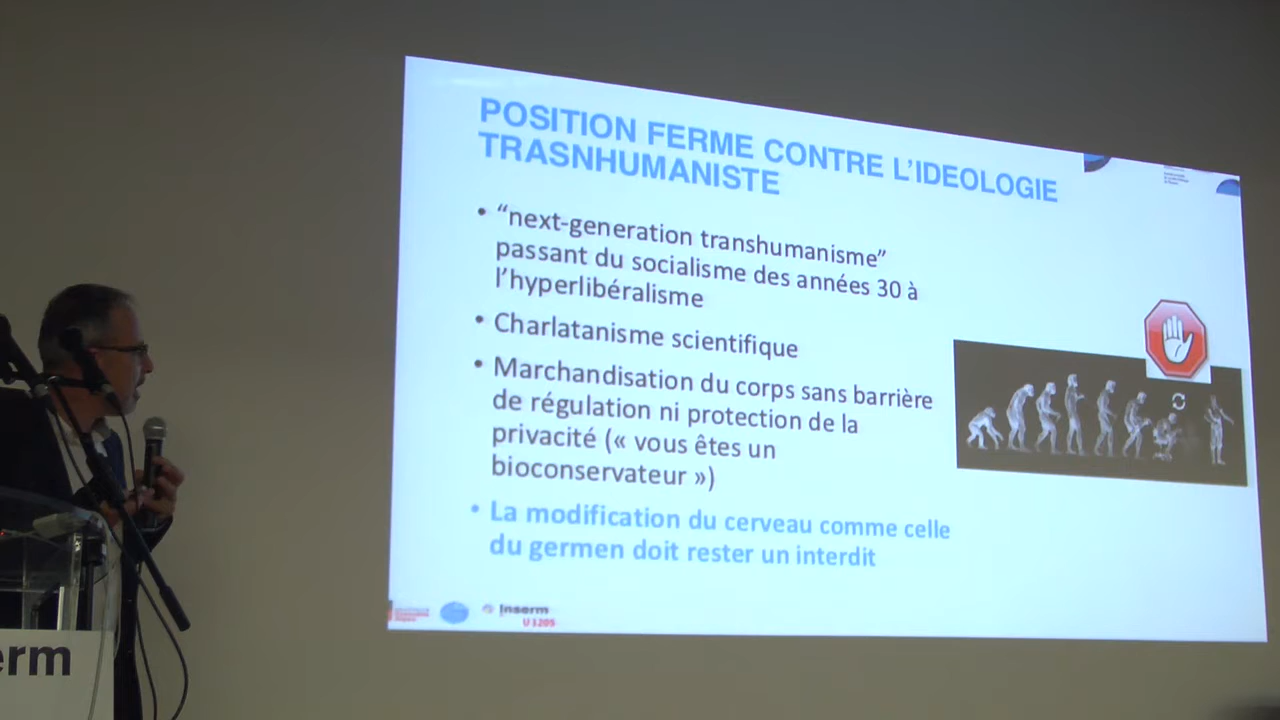 POSITION FERME CONTRE L'IDEOLOGIE
TRASNHUMANISTE
• “next-generation transhumanisme”
passant du socialisme des années 30 à
l'hyperlibéralisme
• Charlatanisme scientifique
• Marchandisation du corps sans barrière
de régulation ni protection de la
privacité (« vous êtes un
bioconservateur »)
• La modification du cerveau comme celle
du germen doit rester un interdit
Inserm
U 1205
erm